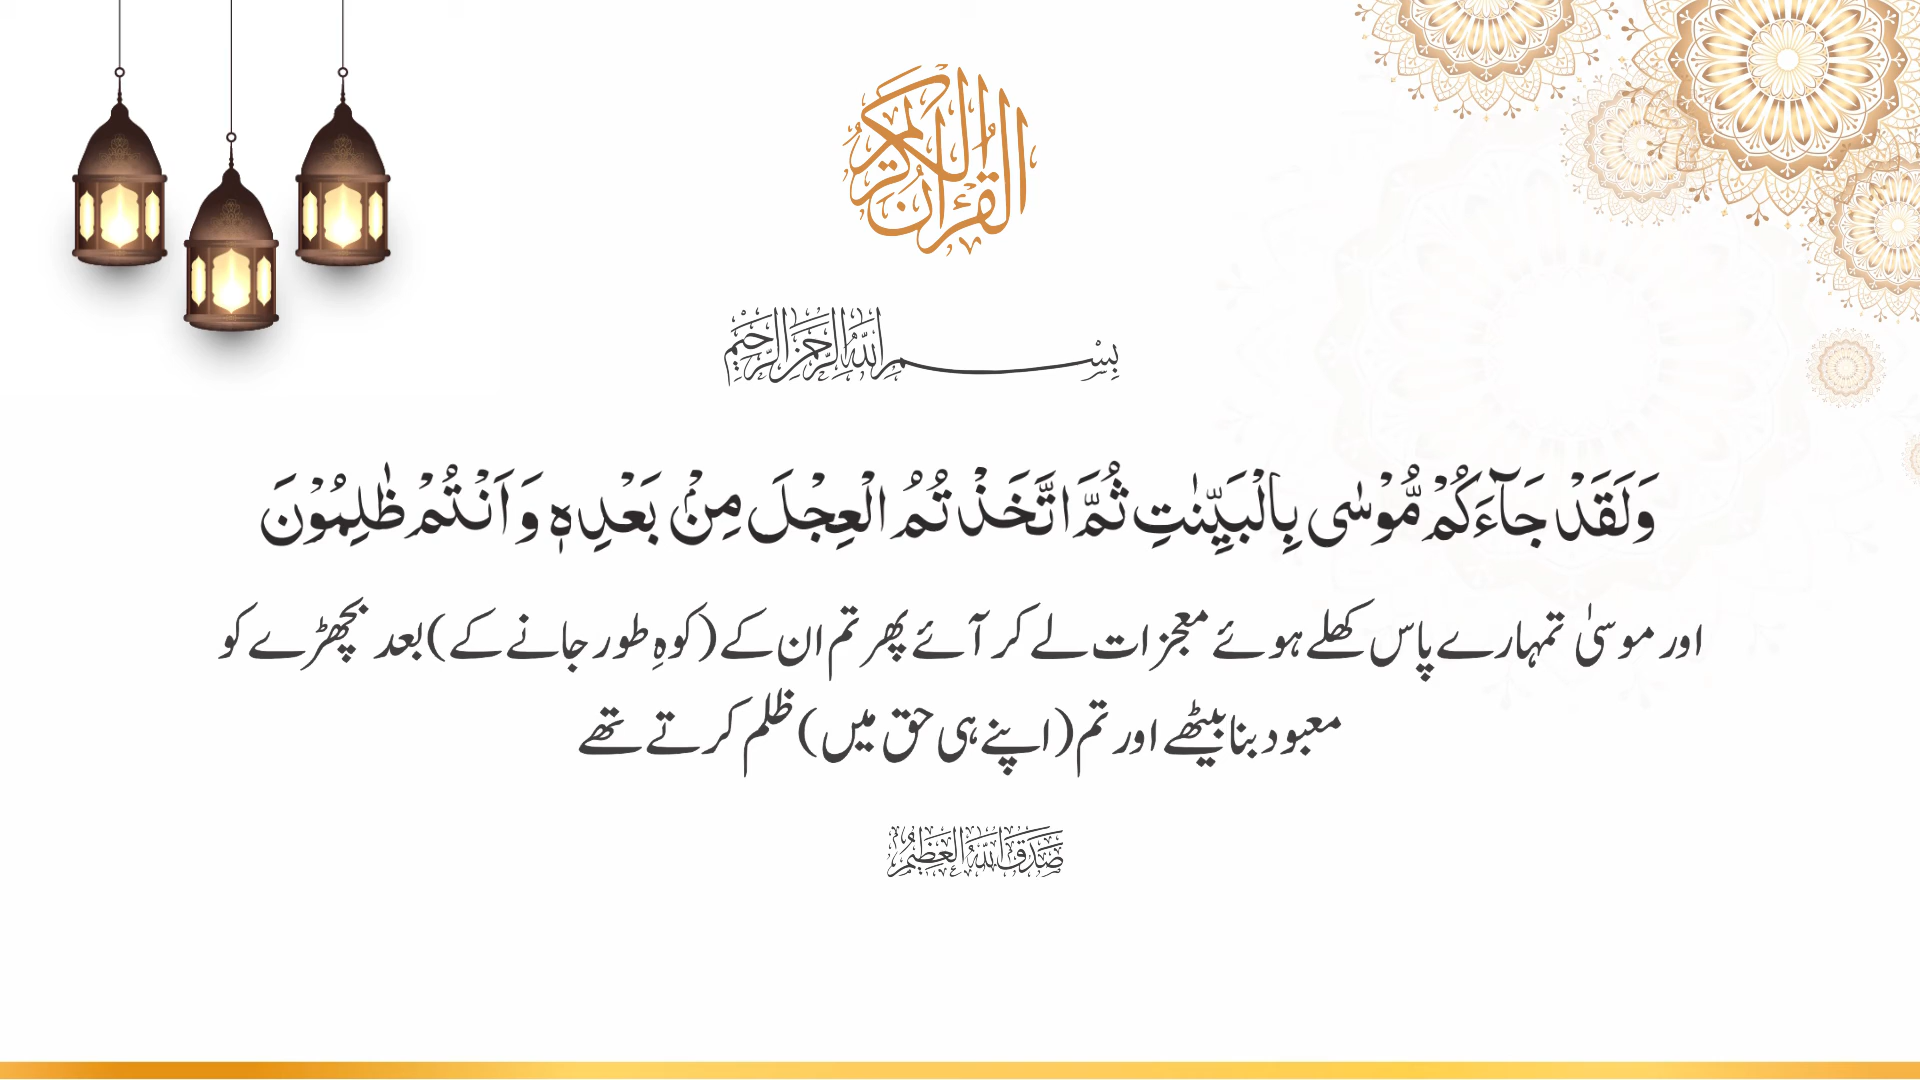 القرآن الكريم
بِسْمِ اللهِ الرَّحْمٰنِ الرَّحِيْمِ
وَلَقَدْ جَآءَكُمْ مُّوْسٰى بِالْبَيِّنٰتِ ثُمَّ اتَّخَذْتُمُ الْعِجْلَ مِنْۢ بَعْدِهٖ وَاَنْتُمْ ظٰلِمُوْنَ
اور موسیٰ تمہارے پاس کھلے ہوئے معجزات لے کر آئے پھر تم ان کے (کوہِ طور جانے کے) بعد بچھڑے کو
معبود بنا بیٹھے اور تم (اپنے ہی حق میں) ظلم کرتے تھے
صَدَقَ اللهُ الْعَظِيْمُ